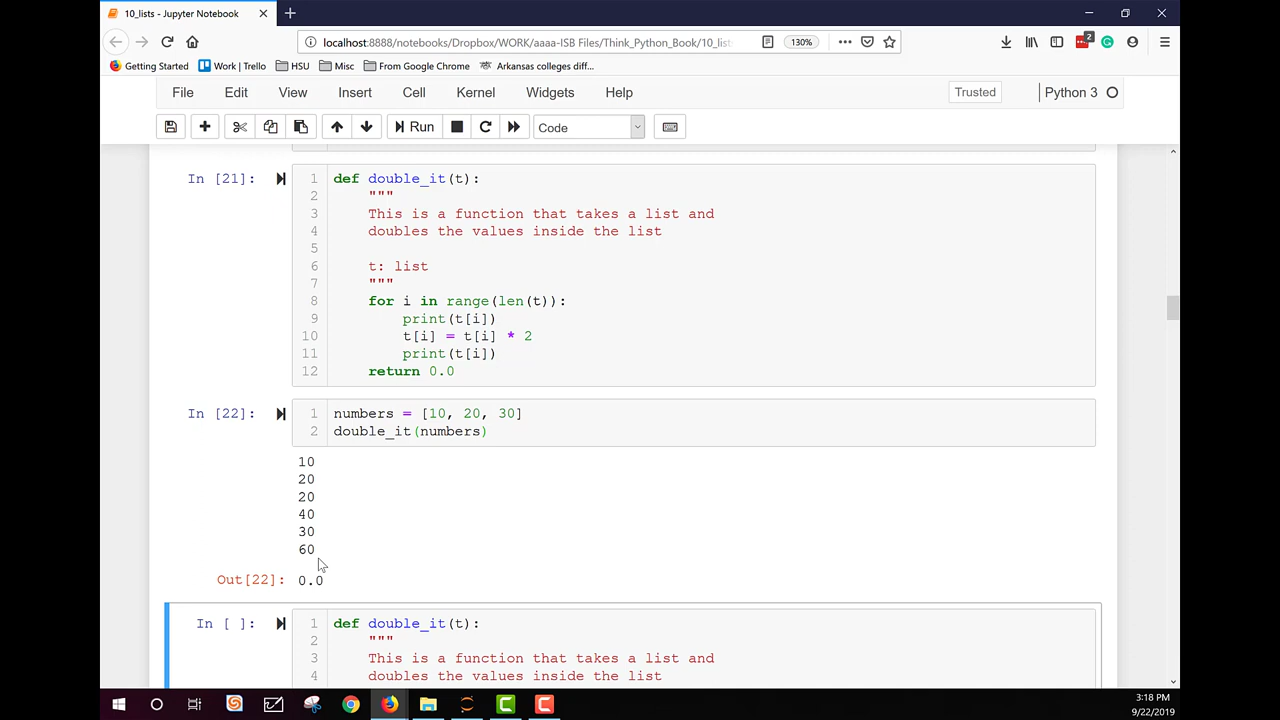 10_lists - Jupyter Notebook
localhost:8888/notebooks/Dropbox/WORK/aaaa-ISB Files/Think_Python_Book/10_lis
130%
2
Getting Started Work | Trello HSU Misc From Google Chrome Arkansas colleges diff...
File Edit View Insert Cell Kernel Widgets Help Trusted Python 3
Run Code
In [21]: 1 def double_it(t):
2 """
3 This is a function that takes a list and
4 doubles the values inside the list
5
6 t: list
7 """
8 for i in range(len(t)):
9 print(t[i])
10 t[i] = t[i] * 2
11 print(t[i])
12 return 0.0
In [22]: 1 numbers = [10, 20, 30]
2 double_it(numbers)
10
20
20
40
30
60
Out[22]: 0.0
In [ ]: 1 def double_it(t):
2 """
3 This is a function that takes a list and
4 doubles the values inside the list
3:18 PM
9/22/2019